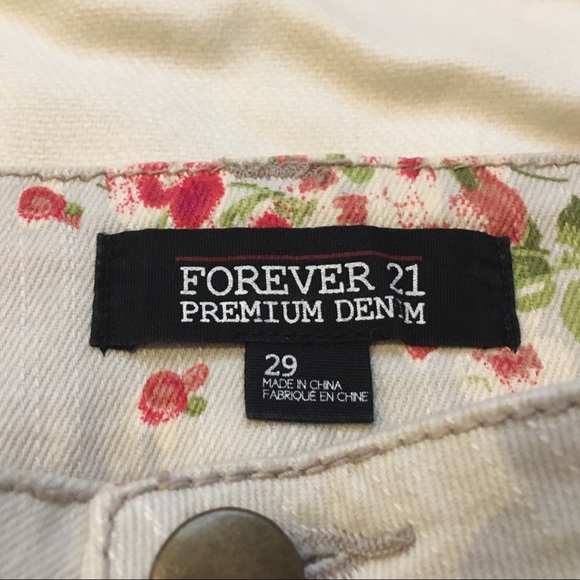 FOREVER 21
PREMIUM DENIM
29
MADE IN CHINA
FABRIQUÉ EN CHINE